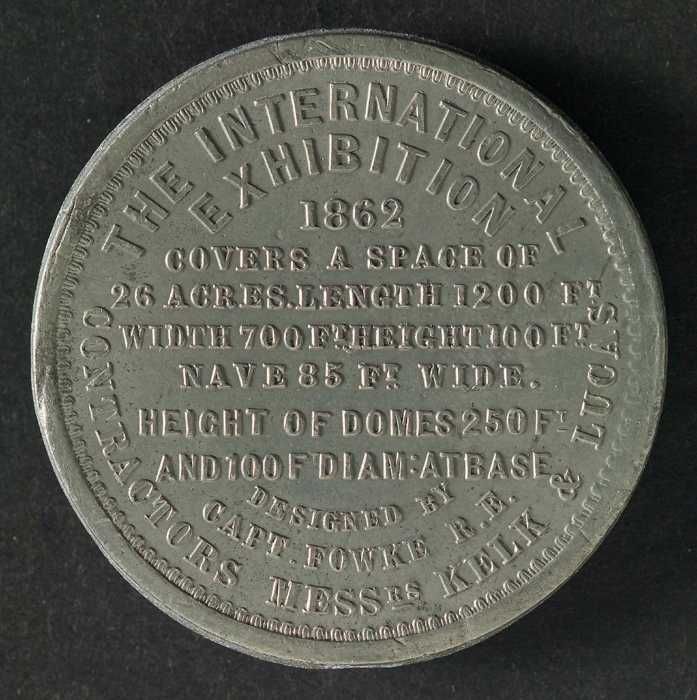 THE INTERNATIONAL
EXHIBITION
1862
COVERS A SPACE OF
26 ACRES. LENGTH 1200 FT
WIDTH 700 FT. HEIGHT 100 FT
NAVE 85 FT. WIDE.
HEIGHT OF DOMES 250 FT
AND 100 F DIAM: AT BASE
DESIGNED BY
CAPT. FOWKE R.E.
CONTRACTORS MESSRS KELK & LUCAS